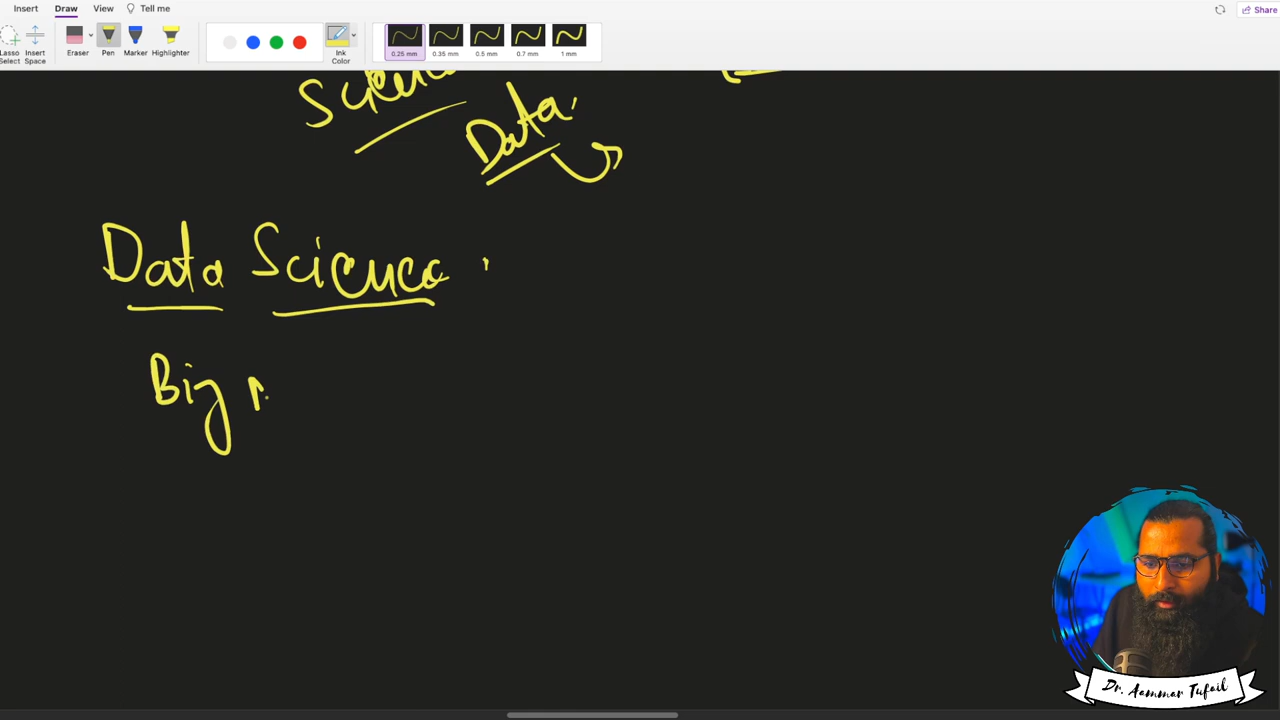 Insert Draw View Tell me Share
Lasso Select Insert Space Eraser Pen Marker Highlighter Ink Color 0.25 mm 0.35 mm 0.5 mm 0.7 mm 1 mm
Data
Data Science
Big
Dr. Aammar Tufail